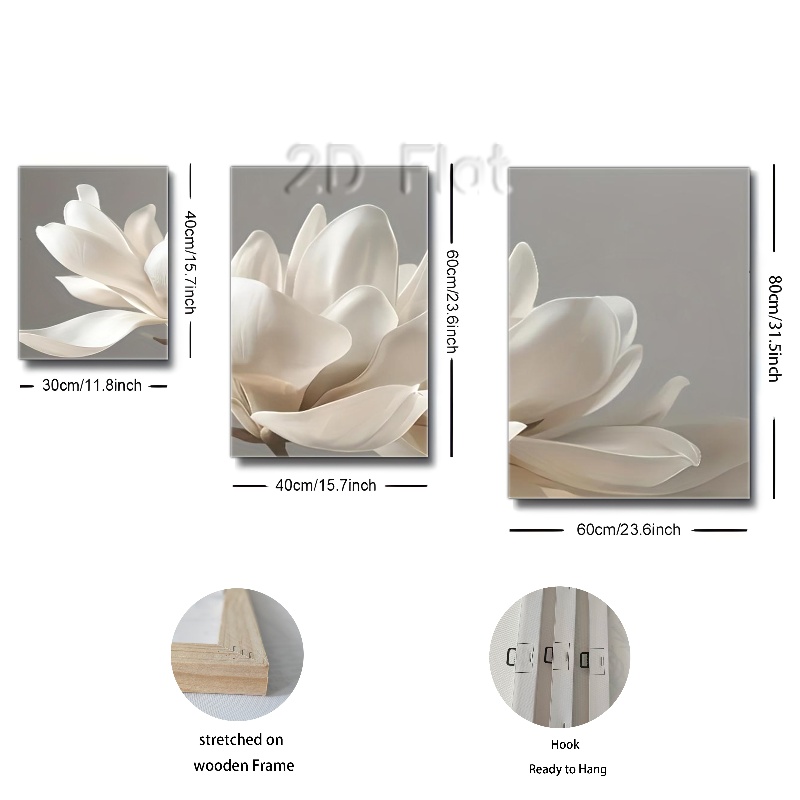 2D Flat
40cm/15.7inch
30cm/11.8inch
60cm/23.6inch
40cm/15.7inch
80cm/31.5inch
60cm/23.6inch
stretched on
wooden Frame
Hook
Ready to Hang